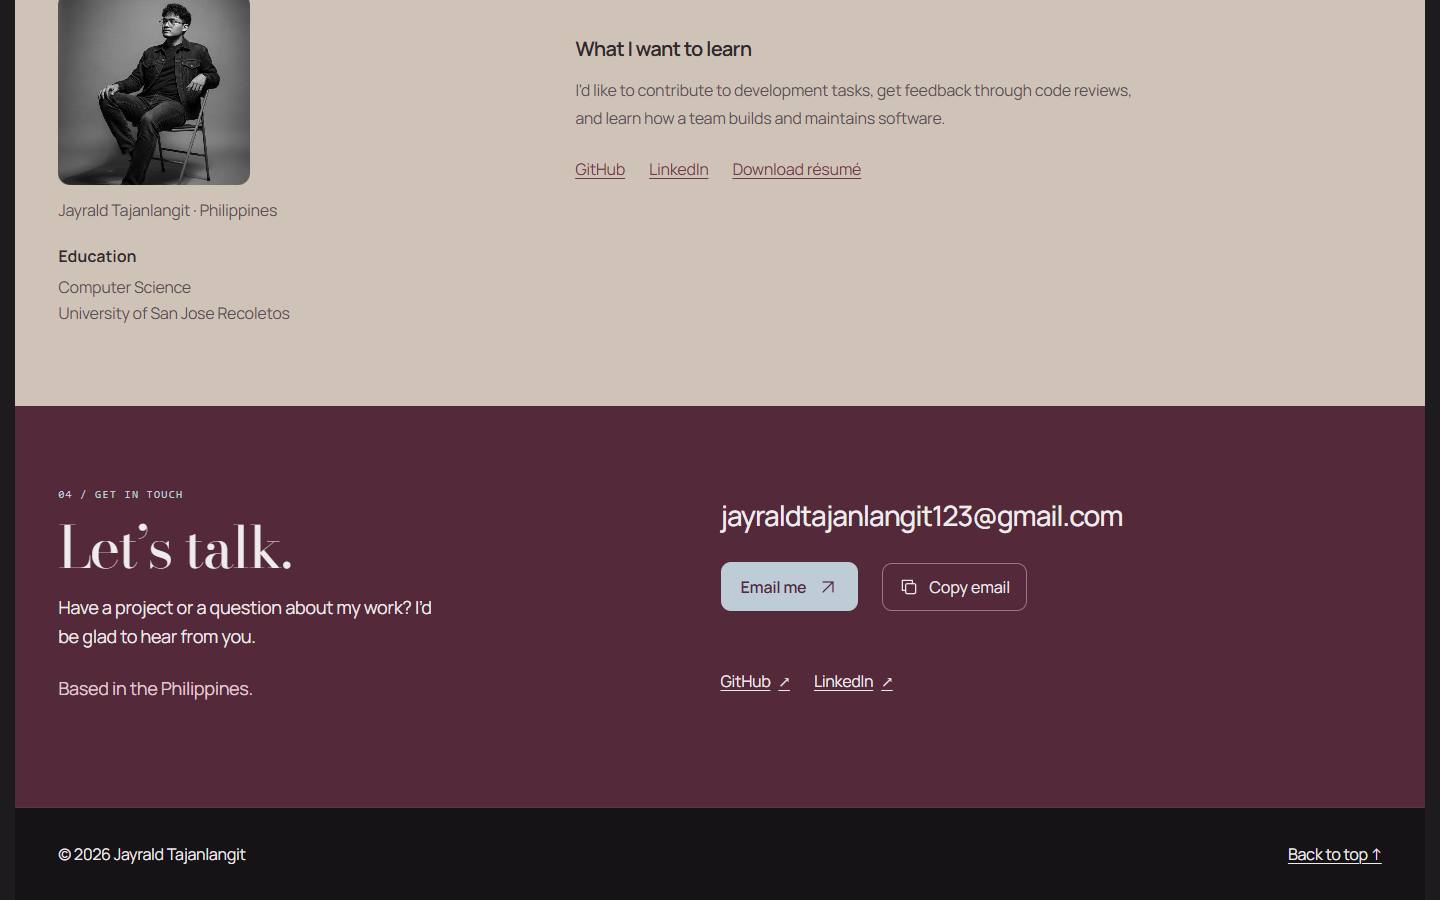 What I want to learn
I'd like to contribute to development tasks, get feedback through code reviews,
and learn how a team builds and maintains software.
GitHub LinkedIn Download résumé
Jayrald Tajanlangit · Philippines
Education
Computer Science
University of San Jose Recoletos
04 / GET IN TOUCH
Let’s talk.
Have a project or a question about my work? I’d
be glad to hear from you.
Based in the Philippines.
jayraldtajanlangit123@gmail.com
Email me ↗ Copy email
GitHub ↗ LinkedIn ↗
© 2026 Jayrald Tajanlangit
Back to top ↑